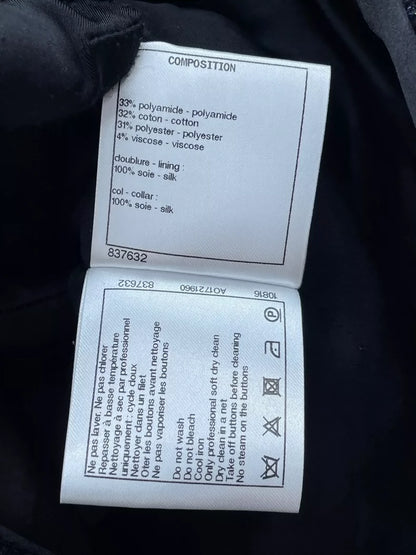 COMPOSITION
33% polyamide - polyamide
32% coton - cotton
31% polyester - polyester
4% viscose - viscose
doublure - lining :
100% soie - silk
col - collar :
100% soie - silk
837632
837632 AO1721960 10816
Ne pas laver. Ne pas chlorer
Repasser à basse température
Nettoyage à sec par professionnel
uniquement : cycle doux
Nettoyer dans un filet
Oter les boutons avant nettoyage
Ne pas vaporiser les boutons
Do not wash
Do not bleach
Cool iron
Only professional soft dry clean
Dry clean in a net
Take off buttons before cleaning
No steam on the buttons
P